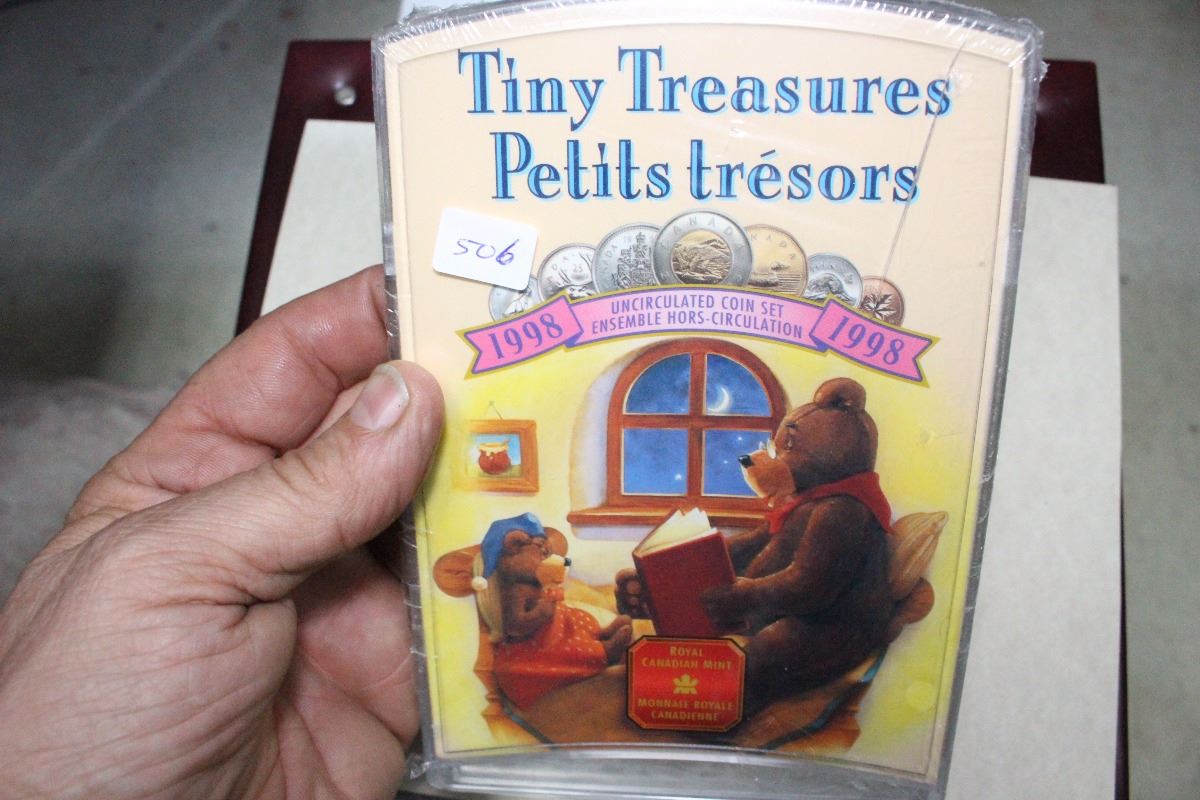 Tiny Treasures
Petits trésors
506
CANADA
UNCIRCULATED COIN SET
ENSEMBLE HORS-CIRCULATION
1998
1998
ROYAL
CANADIAN MINT
MONNAIE ROYALE
CANADIENNE